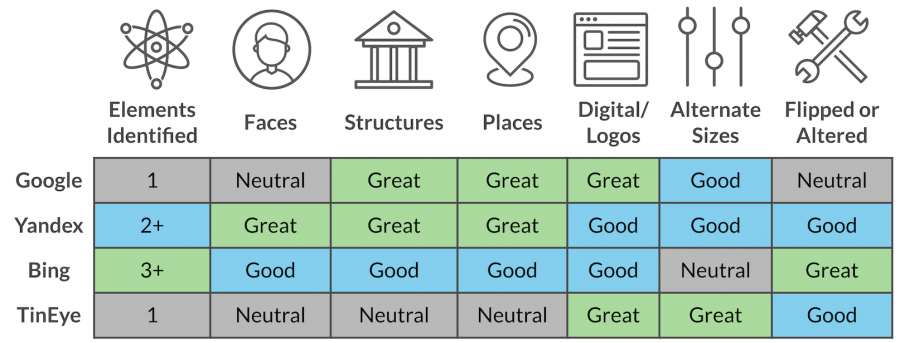 Elements Identified Faces Structures Places Digital/ Logos Alternate Sizes Flipped or Altered
Google 1 Neutral Great Great Great Good Neutral
Yandex 2+ Great Great Great Good Good Good
Bing 3+ Good Good Good Good Neutral Great
TinEye 1 Neutral Neutral Neutral Great Great Good